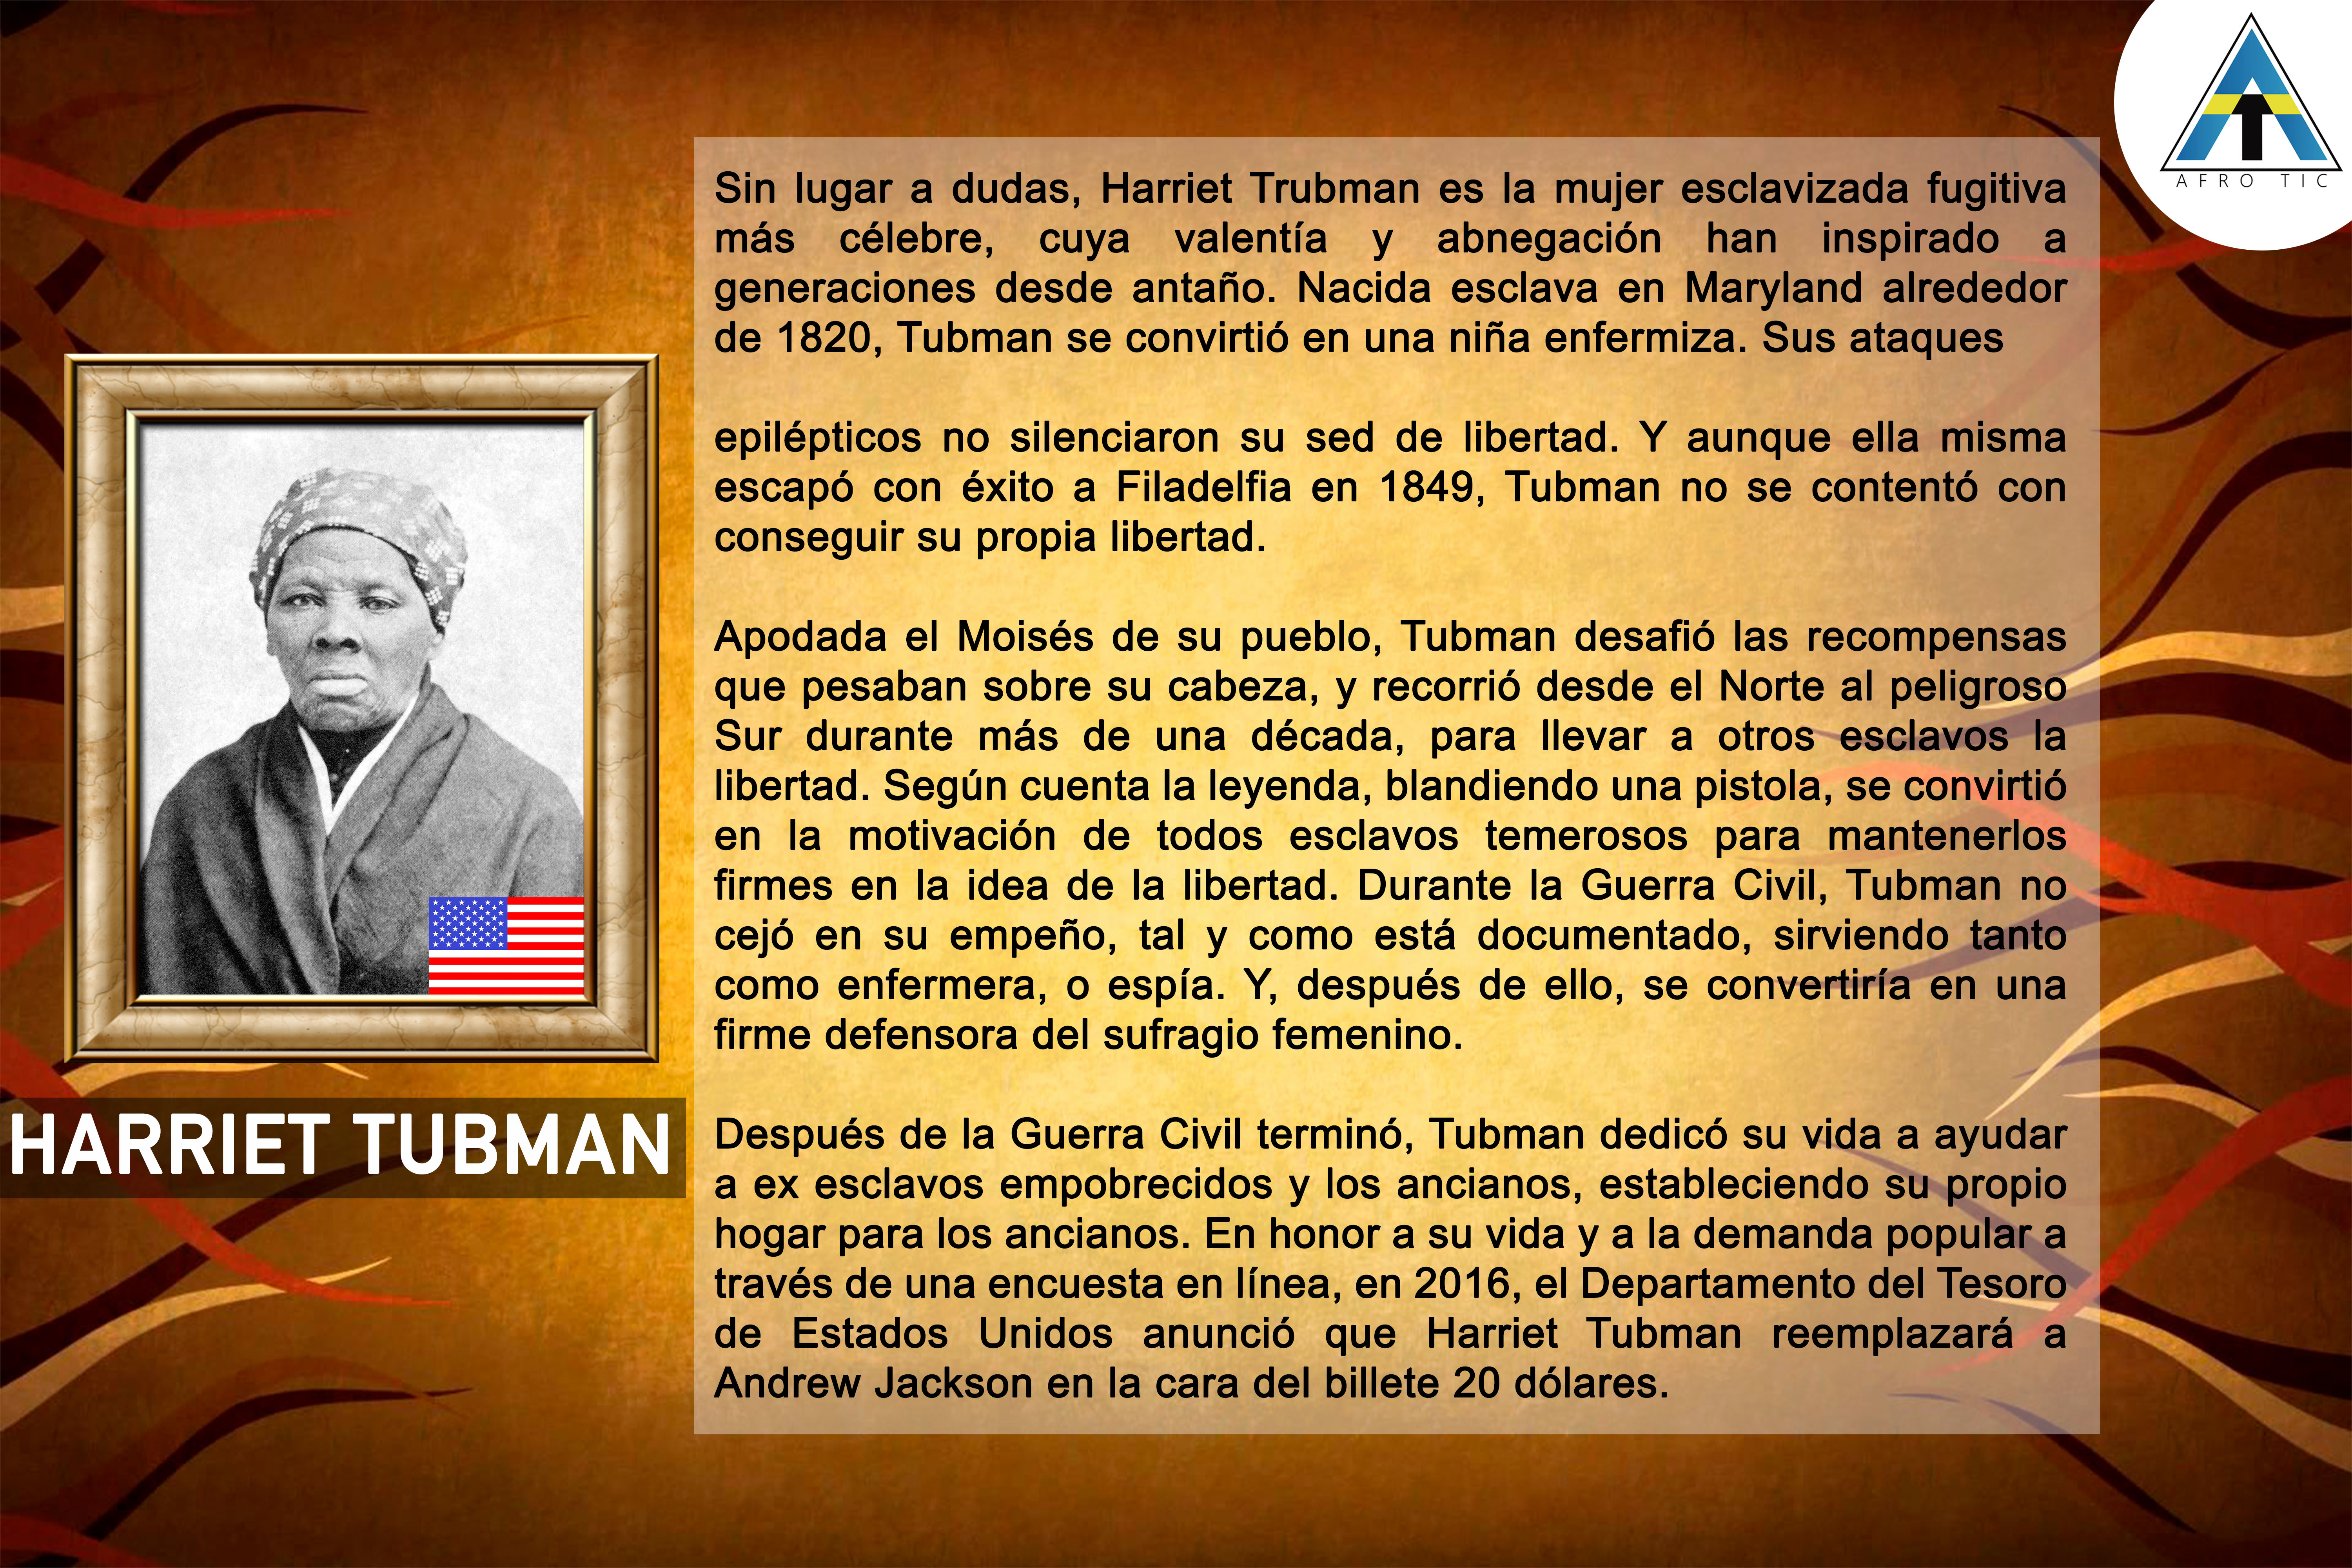 AFRO TIC
Sin lugar a dudas, Harriet Trubman es la mujer esclavizada fugitiva
más célebre, cuya valentía y abnegación han inspirado a
generaciones desde antaño. Nacida esclava en Maryland alrededor
de 1820, Tubman se convirtió en una niña enfermiza. Sus ataques
epilépticos no silenciaron su sed de libertad. Y aunque ella misma
escapó con éxito a Filadelfia en 1849, Tubman no se contentó con
conseguir su propia libertad.
Apodada el Moisés de su pueblo, Tubman desafió las recompensas
que pesaban sobre su cabeza, y recorrió desde el Norte al peligroso
Sur durante más de una década, para llevar a otros esclavos la
libertad. Según cuenta la leyenda, blandiendo una pistola, se convirtió
en la motivación de todos esclavos temerosos para mantenerlos
firmes en la idea de la libertad. Durante la Guerra Civil, Tubman no
cejó en su empeño, tal y como está documentado, sirviendo tanto
como enfermera, o espía. Y, después de ello, se convertiría en una
firme defensora del sufragio femenino.
Después de la Guerra Civil terminó, Tubman dedicó su vida a ayudar
a ex esclavos empobrecidos y los ancianos, estableciendo su propio
hogar para los ancianos. En honor a su vida y a la demanda popular a
través de una encuesta en línea, en 2016, el Departamento del Tesoro
de Estados Unidos anunció que Harriet Tubman reemplazará a
Andrew Jackson en la cara del billete 20 dólares.
HARRIET TUBMAN